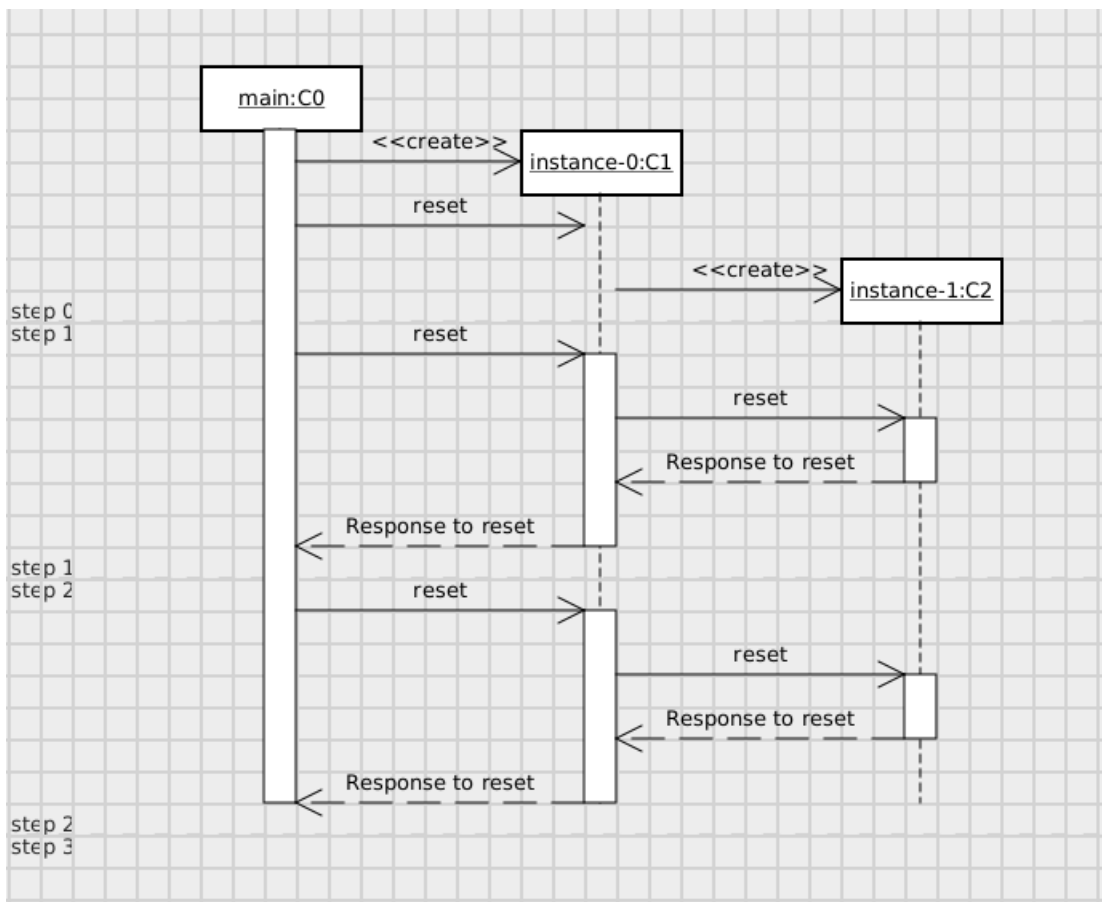 main:C0
<<create>>
instance-0:C1
reset
<<create>>
instance-1:C2
step 0
step 1
reset
reset
Response to reset
Response to reset
step 1
step 2
reset
reset
Response to reset
Response to reset
step 2
step 3